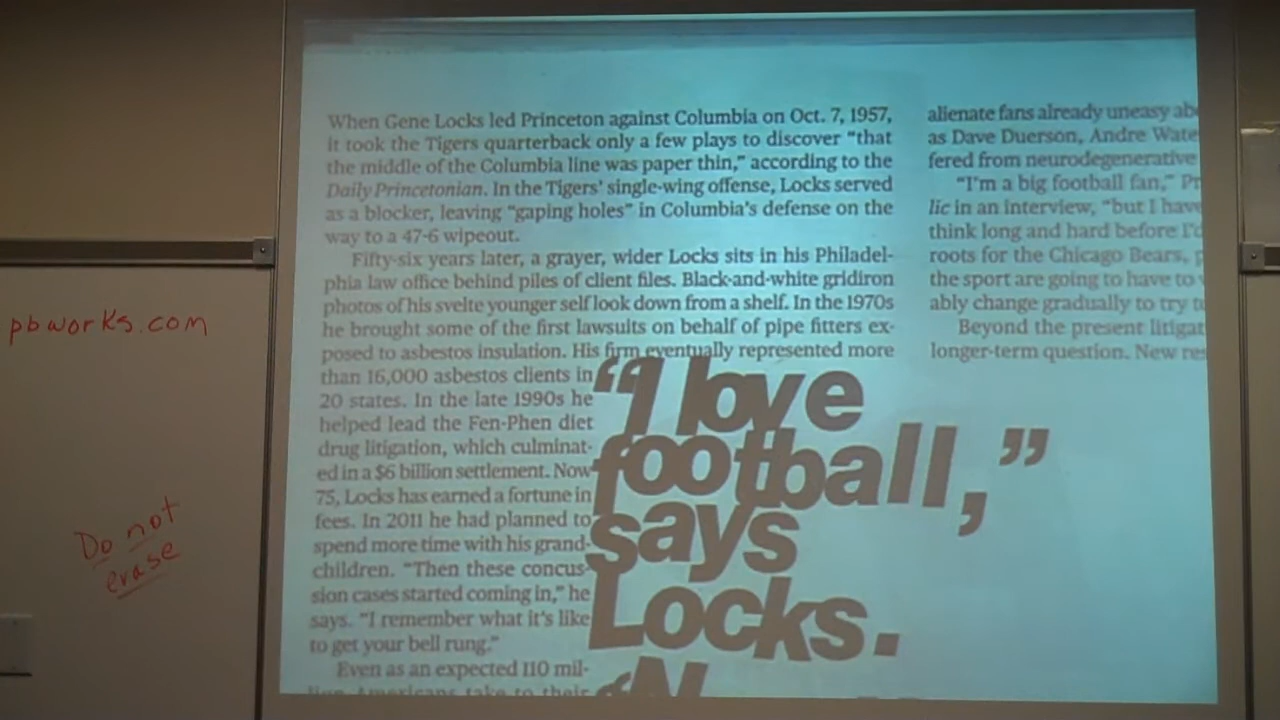 pbworks.com
Do not
erase
When Gene Locks led Princeton against Columbia on Oct. 7, 1957,
it took the Tigers quarterback only a few plays to discover "that
the middle of the Columbia line was paper thin," according to the
Daily Princetonian. In the Tigers' single-wing offense, Locks served
as a blocker, leaving "gaping holes" in Columbia's defense on the
way to a 47-6 wipeout.
Fifty-six years later, a grayer, wider Locks sits in his Philadel-
phia law office behind piles of client files. Black-and-white gridiron
photos of his svelte younger self look down from a shelf. In the 1970s
he brought some of the first lawsuits on behalf of pipe fitters ex-
posed to asbestos insulation. His firm eventually represented more
than 16,000 asbestos clients in
20 states. In the late 1990s he
helped lead the Fen-Phen diet
drug litigation, which culminat-
ed in a $6 billion settlement. Now
75, Locks has earned a fortune in
fees. In 2011 he had planned to
spend more time with his grand-
children. "Then these concus-
sion cases started coming in," he
says. "I remember what it's like
to get your bell rung."
Even as an expected 110 mil-
lion Americans take to their
"I love
football,"
says
Locks.
"N
alienate fans already uneasy ab
as Dave Duerson, Andre Wate
fered from neurodegenerative
"I'm a big football fan," Pr
lic in an interview, "but I have
think long and hard before I'd
roots for the Chicago Bears,
the sport are going to have to
ably change gradually to try t
Beyond the present litigat
longer-term question. New re